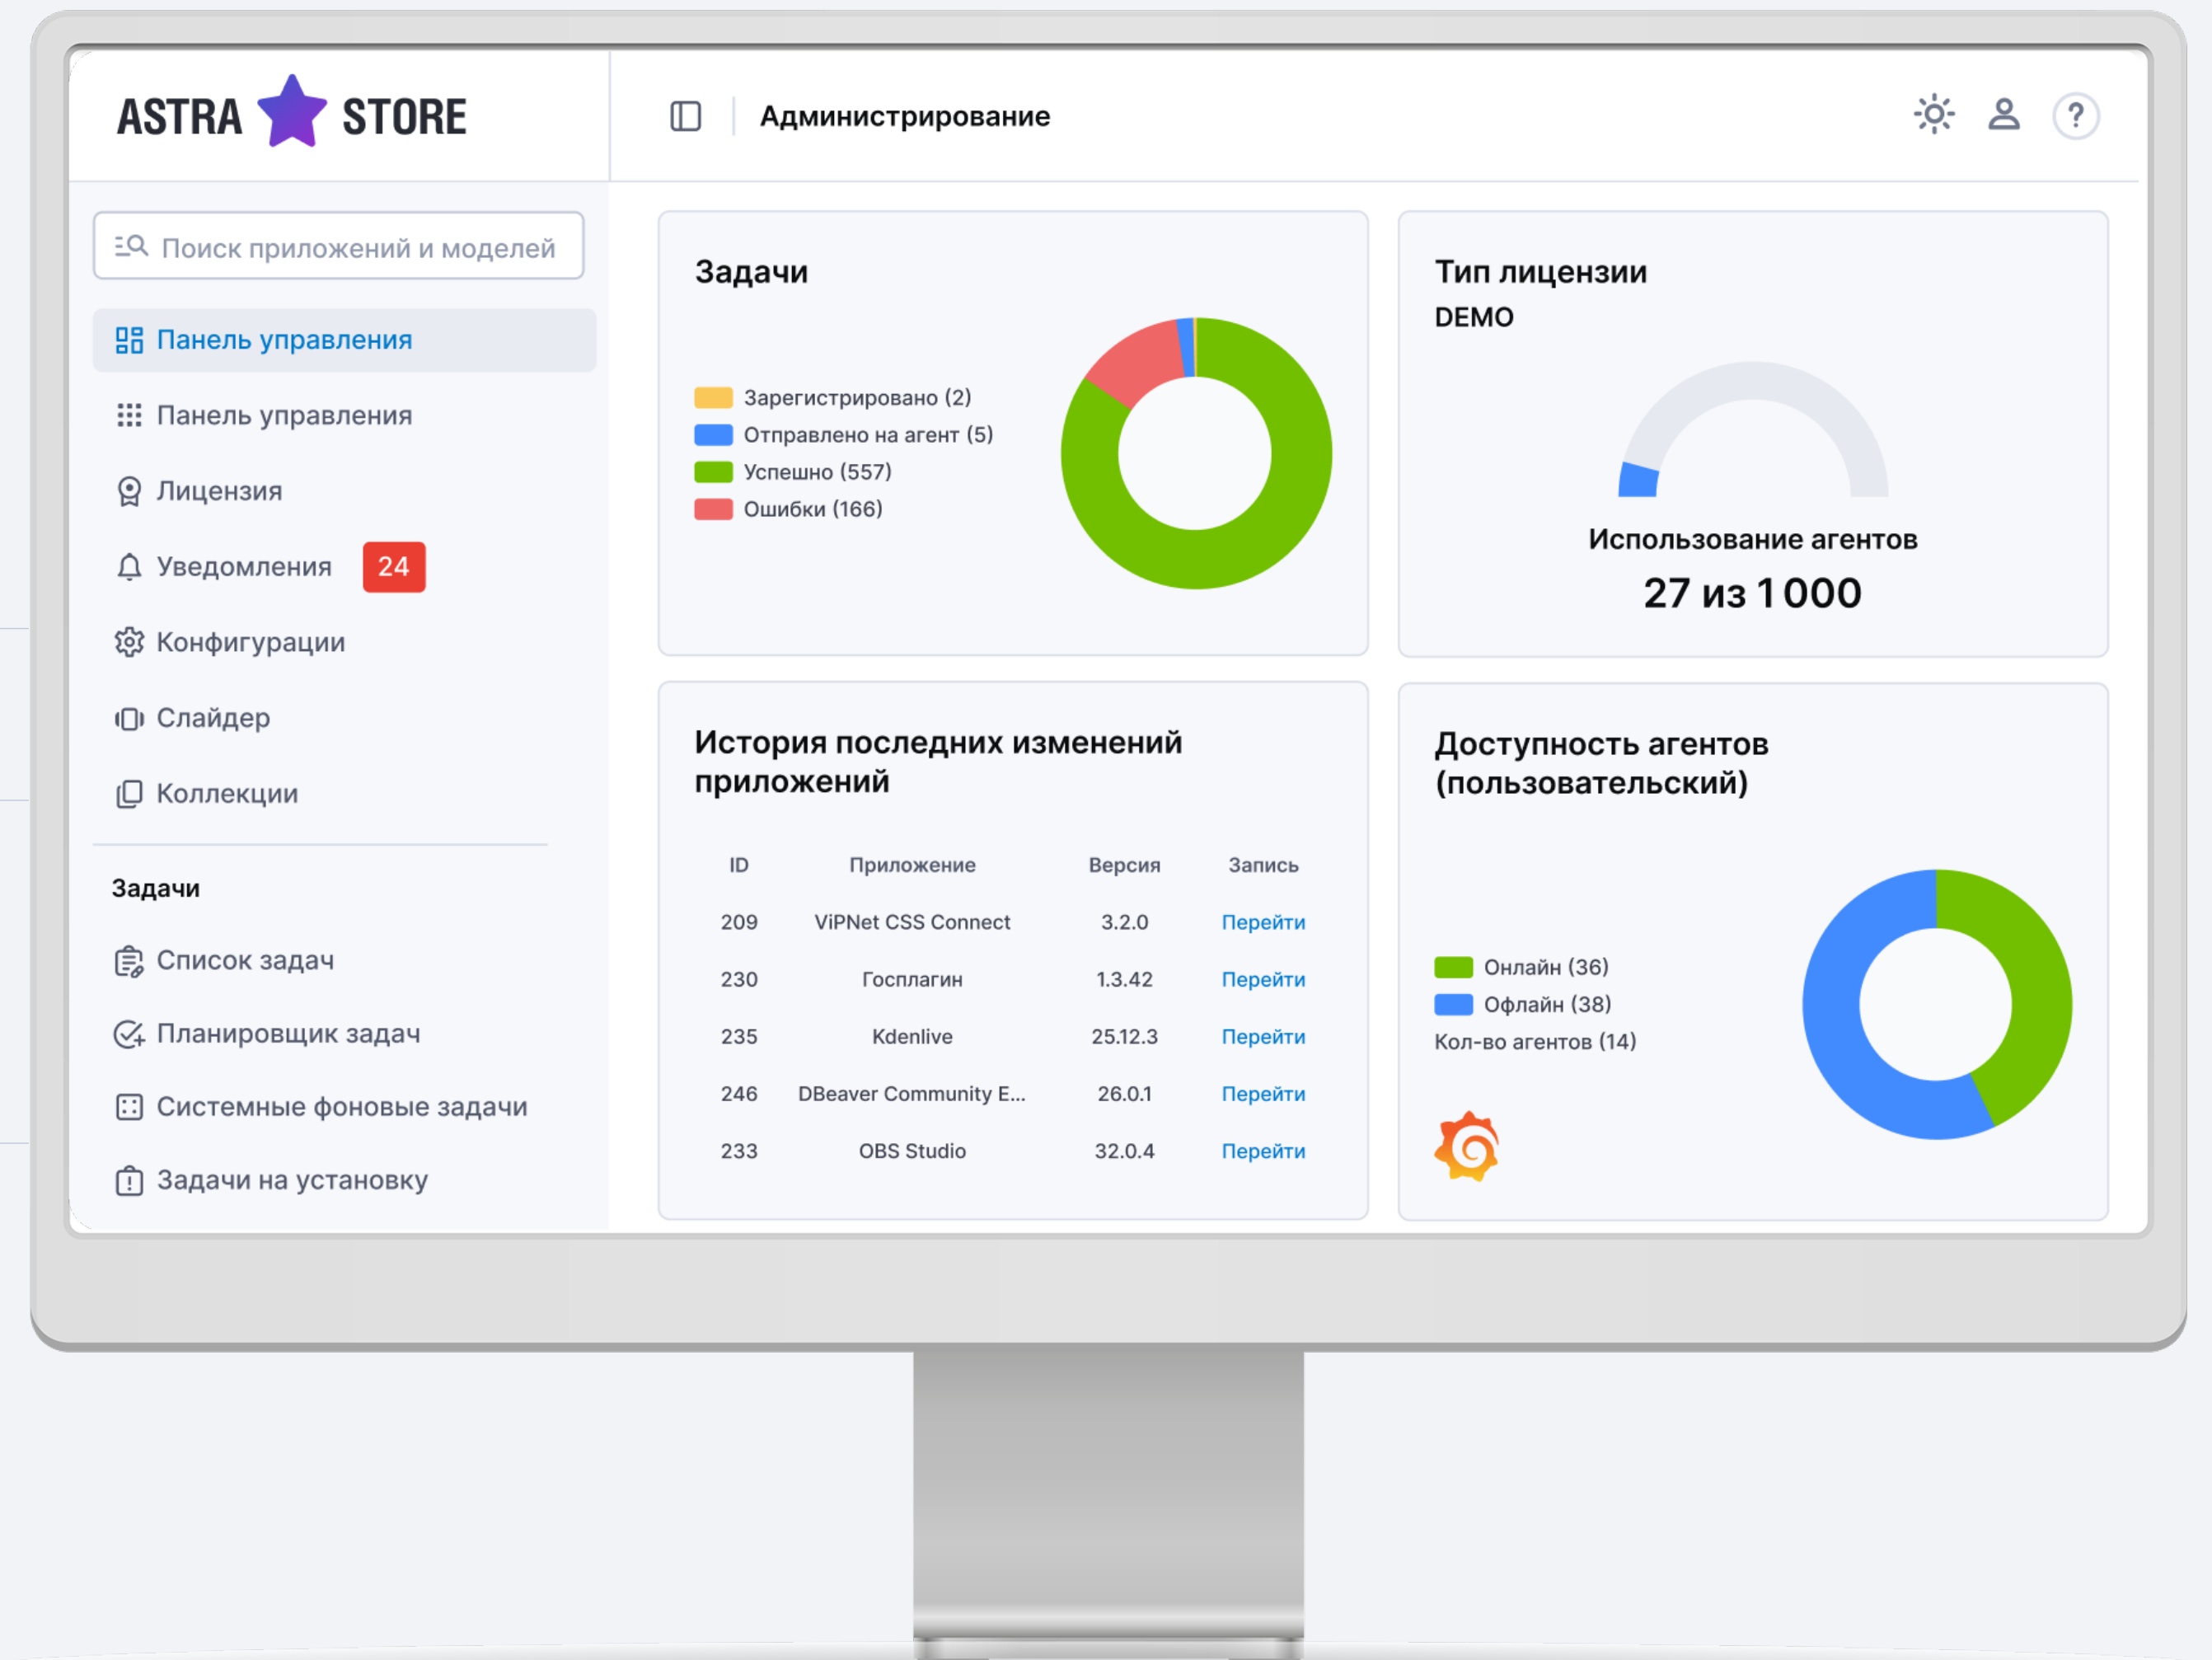 ASTRA STORE
Администрирование
?
Поиск приложений и моделей
Панель управления
Панель управления
Лицензия
Уведомления 24
Конфигурации
Слайдер
Коллекции
Задачи
Список задач
Планировщик задач
Системные фоновые задачи
Задачи на установку
Задачи
Зарегистрировано (2)
Отправлено на агент (5)
Успешно (557)
Ошибки (166)
Тип лицензии
DEMO
Использование агентов
27 из 1 000
История последних изменений
приложений
ID Приложение Версия Запись
209 ViPNet CSS Connect 3.2.0 Перейти
230 Госплагин 1.3.42 Перейти
235 Kdenlive 25.12.3 Перейти
246 DBeaver Community E... 26.0.1 Перейти
233 OBS Studio 32.0.4 Перейти
Доступность агентов
(пользовательский)
Онлайн (36)
Офлайн (38)
Кол-во агентов (14)